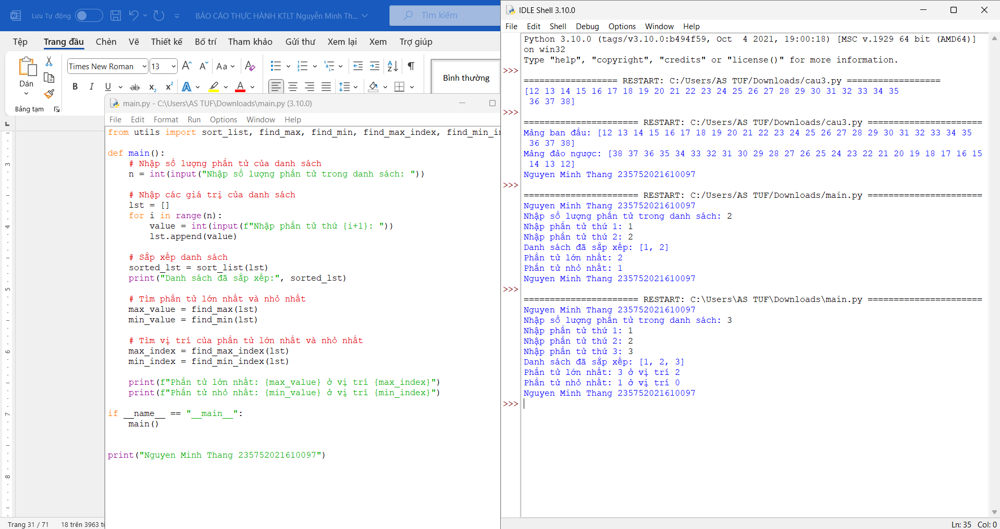 Lưu Tự động
BÁO CÁO THỰC HÀNH KTLT Nguyễn Minh Th...
Tìm kiếm
Tệp Trang đầu Chèn Vẽ Thiết kế Bố trí Tham khảo Gửi thư Xem lại Xem Trợ giúp
Dán
Bảng tạm
Times New Roman 13
Aa
B I U ab x₂ x² A A
Bình thường
main.py - C:\Users\AS TUF\Downloads\main.py (3.10.0)
File Edit Format Run Options Window Help
from utils import sort_list, find_max, find_min, find_max_index, find_min_in
def main():
# Nhập số lượng phần tử của danh sách
n = int(input("Nhập số lượng phần tử trong danh sách: "))
# Nhập các giá trị của danh sách
lst = []
for i in range(n):
value = int(input(f"Nhập phần tử thứ {i+1}: "))
lst.append(value)
# Sắp xếp danh sách
sorted_lst = sort_list(lst)
print("Danh sách đã sắp xếp:", sorted_lst)
# Tìm phần tử lớn nhất và nhỏ nhất
max_value = find_max(lst)
min_value = find_min(lst)
# Tìm vị trí của phần tử lớn nhất và nhỏ nhất
max_index = find_max_index(lst)
min_index = find_min_index(lst)
print(f"Phần tử lớn nhất: {max_value} ở vị trí {max_index}")
print(f"Phần tử nhỏ nhất: {min_value} ở vị trí {min_index}")
if __name__ == "__main__":
main()
print("Nguyen Minh Thang 235752021610097")
3
4
5
6
7
8
Trang 31 / 71 18 trên 3963 từ
IDLE Shell 3.10.0
File Edit Shell Debug Options Window Help
Python 3.10.0 (tags/v3.10.0:b494f59, Oct  4 2021, 19:00:18) [MSC v.1929 64 bit (AMD64)]
on win32
Type "help", "copyright", "credits" or "license()" for more information.
>>>
================== RESTART: C:/Users/AS TUF/Downloads/cau3.py ==================
[12 13 14 15 16 17 18 19 20 21 22 23 24 25 26 27 28 29 30 31 32 33 34 35
36 37 38]
>>>
====================== RESTART: C:/Users/AS TUF/Downloads/cau3.py ======================
Mảng ban đầu: [12 13 14 15 16 17 18 19 20 21 22 23 24 25 26 27 28 29 30 31 32 33 34 35
36 37 38]
Mảng đảo ngược: [38 37 36 35 34 33 32 31 30 29 28 27 26 25 24 23 22 21 20 19 18 17 16 15
14 13 12]
Nguyen Minh Thang 235752021610097
>>>
====================== RESTART: C:/Users/AS TUF/Downloads/main.py ======================
Nguyen Minh Thang 235752021610097
Nhập số lượng phần tử trong danh sách: 2
Nhập phần tử thứ 1: 1
Nhập phần tử thứ 2: 2
Danh sách đã sắp xếp: [1, 2]
Phần tử lớn nhất: 2
Phần tử nhỏ nhất: 1
Nguyen Minh Thang 235752021610097
>>>
====================== RESTART: C:\Users\AS TUF\Downloads\main.py ======================
Nguyen Minh Thang 235752021610097
Nhập số lượng phần tử trong danh sách: 3
Nhập phần tử thứ 1: 1
Nhập phần tử thứ 2: 2
Nhập phần tử thứ 3: 3
Danh sách đã sắp xếp: [1, 2, 3]
Phần tử lớn nhất: 3 ở vị trí 2
Phần tử nhỏ nhất: 1 ở vị trí 0
Nguyen Minh Thang 235752021610097
>>>
Ln: 35 Col: 0